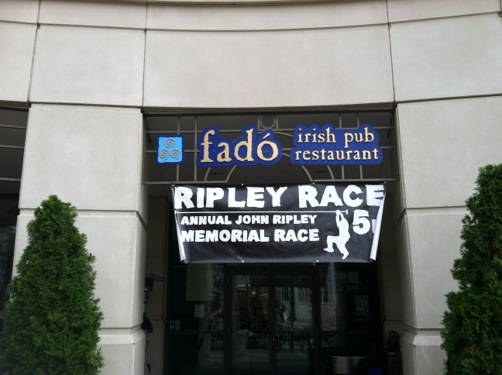 fadó
irish pub
restaurant
RIPLEY RACE
ANNUAL JOHN RIPLEY
MEMORIAL RACE
5